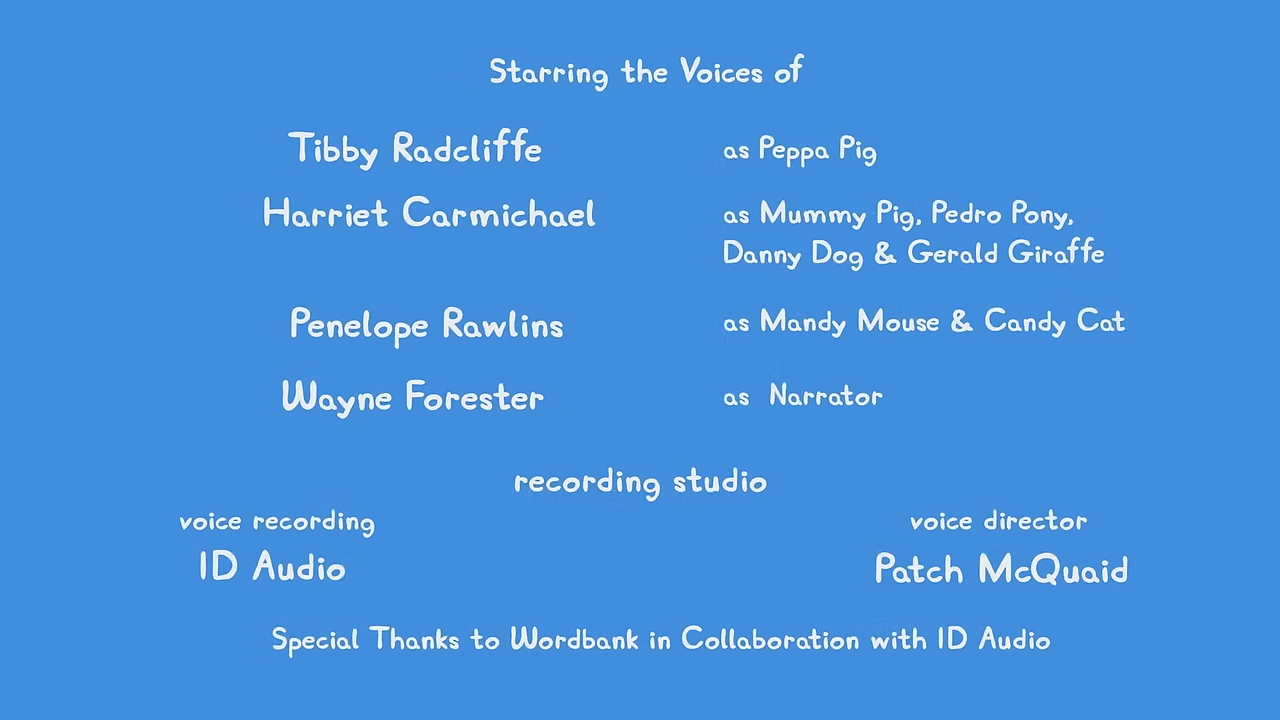 Starring the Voices of
Tibby Radcliffe as Peppa Pig
Harriet Carmichael as Mummy Pig, Pedro Pony,
Danny Dog & Gerald Giraffe
Penelope Rawlins as Mandy Mouse & Candy Cat
Wayne Forester as Narrator
recording studio
voice recording voice director
ID Audio Patch McQuaid
Special Thanks to Wordbank in Collaboration with ID Audio